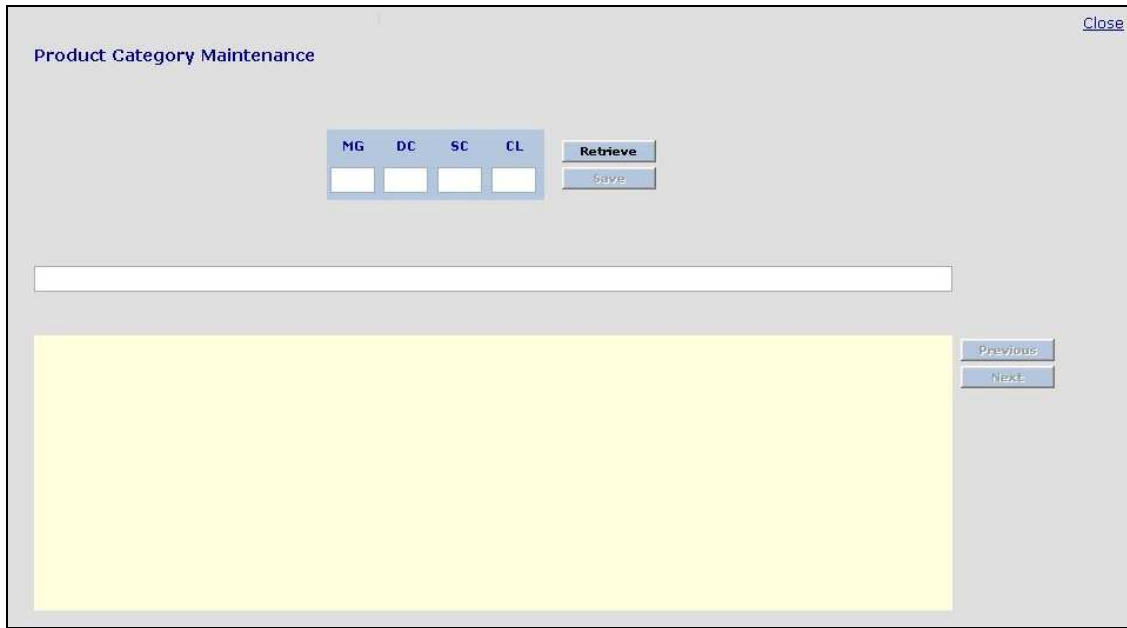 Close
Product Category Maintenance
MG DC SC CL
Retrieve
Save
Previous
Next